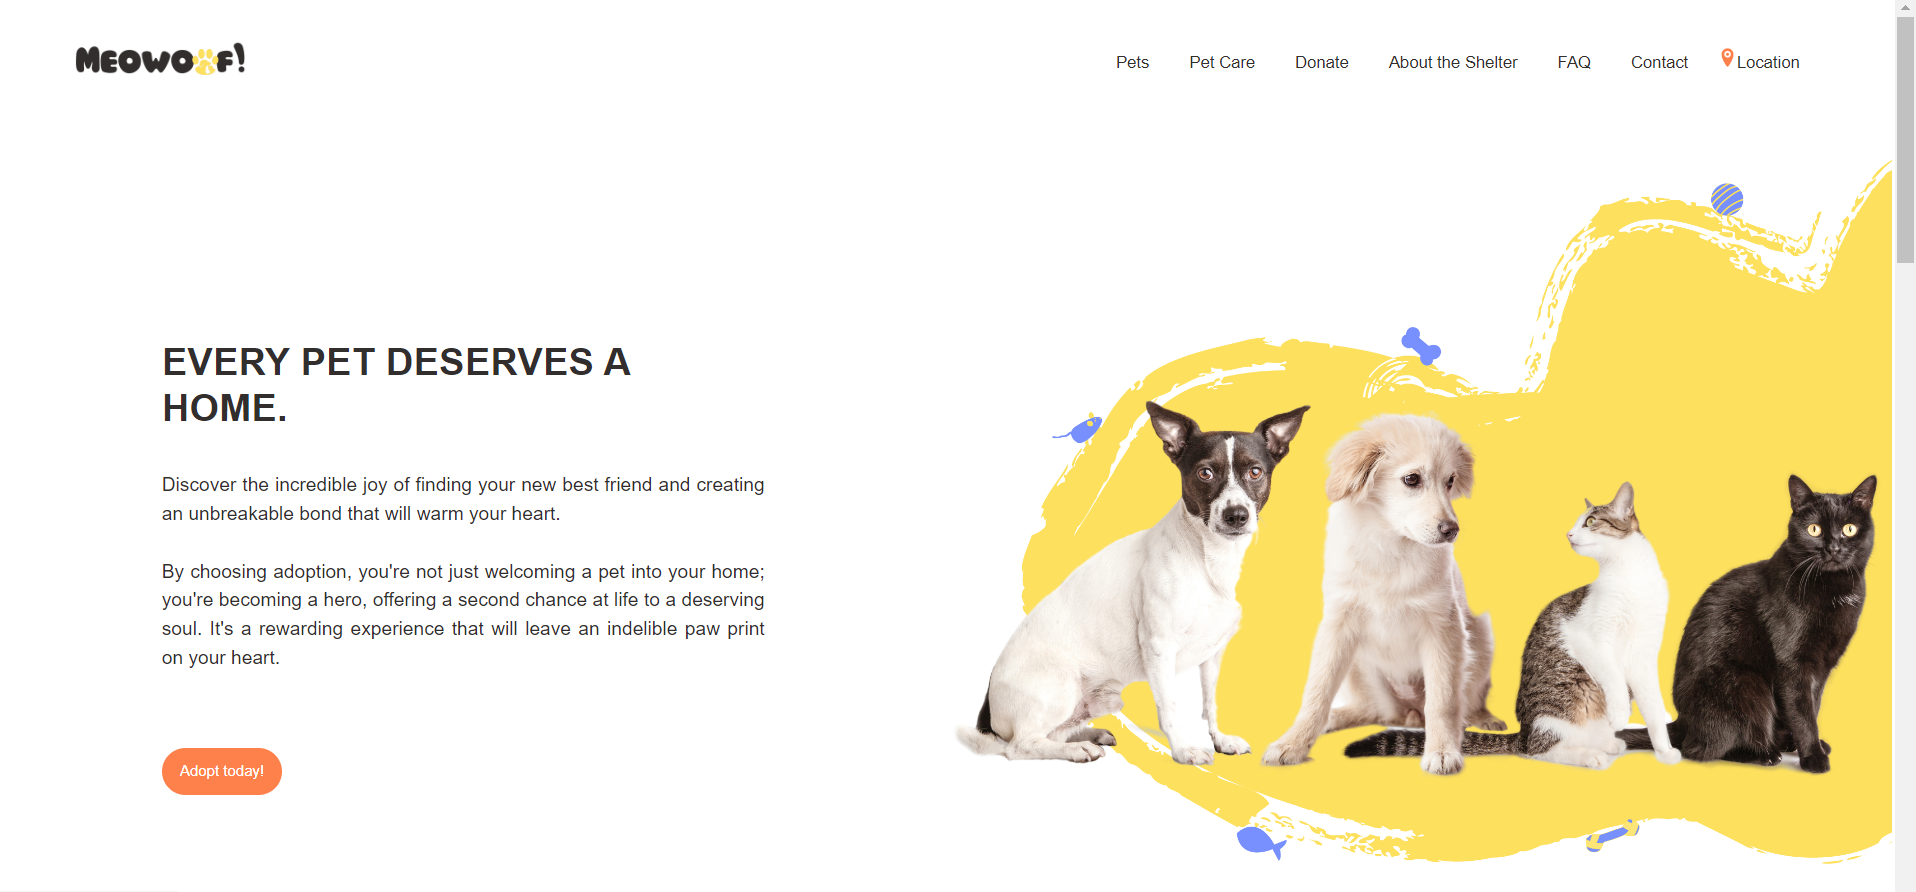 MEOWOOF!
Pets
Pet Care
Donate
About the Shelter
FAQ
Contact
Location
EVERY PET DESERVES A
HOME.
Discover the incredible joy of finding your new best friend and creating
an unbreakable bond that will warm your heart.
By choosing adoption, you're not just welcoming a pet into your home;
you're becoming a hero, offering a second chance at life to a deserving
soul. It's a rewarding experience that will leave an indelible paw print
on your heart.
Adopt today!